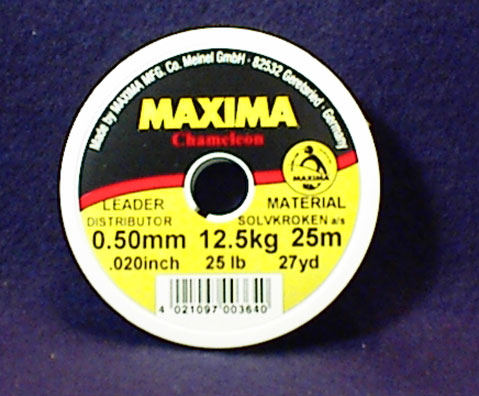 Made by MAXIMA MFG. Co. Meinel GmbH · 82532 Geretsried · Germany
MAXIMA
Chameleon
MAXIMA
LEADER MATERIAL
DISTRIBUTOR SOLVKROKEN a/s
0.50mm 12.5kg 25m
.020inch 25 lb 27yd
4 021097 003640